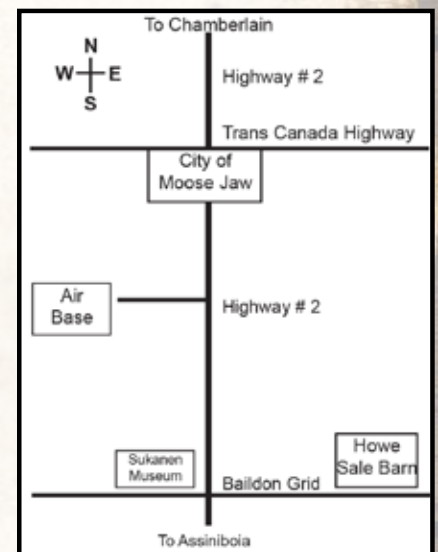 To Chamberlain
N
W E
S
Highway # 2
Trans Canada Highway
City of
Moose Jaw
Air
Base
Highway # 2
Sukanen
Museum
Howe
Sale Barn
Baildon Grid
To Assiniboia